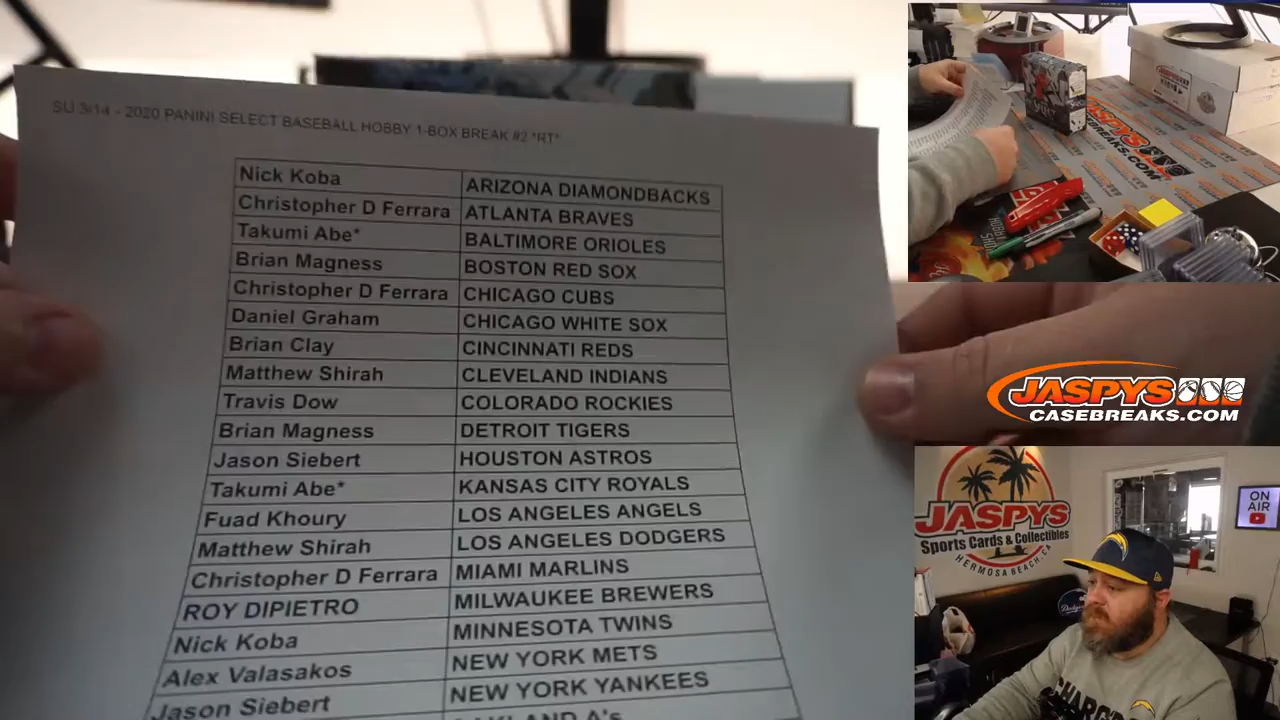 SU 3/14 - 2020 PANINI SELECT BASEBALL HOBBY 1-BOX BREAK #2 *RT*
Nick Koba ARIZONA DIAMONDBACKS
Christopher D Ferrara ATLANTA BRAVES
Takumi Abe* BALTIMORE ORIOLES
Brian Magness BOSTON RED SOX
Christopher D Ferrara CHICAGO CUBS
Daniel Graham CHICAGO WHITE SOX
Brian Clay CINCINNATI REDS
Matthew Shirah CLEVELAND INDIANS
Travis Dow COLORADO ROCKIES
Brian Magness DETROIT TIGERS
Jason Siebert HOUSTON ASTROS
Takumi Abe* KANSAS CITY ROYALS
Fuad Khoury LOS ANGELES ANGELS
Matthew Shirah LOS ANGELES DODGERS
Christopher D Ferrara MIAMI MARLINS
ROY DIPIETRO MILWAUKEE BREWERS
Nick Koba MINNESOTA TWINS
Alex Valasakos NEW YORK METS
Jason Siebert NEW YORK YANKEES
OAKLAND A's
JASPYS
CASEBREAKS.COM
JASPYS
CASEBREAKS.COM
JASPYS
Sports Cards & Collectibles
HERMOSA BEACH, CA
ON
AIR
Dodgers